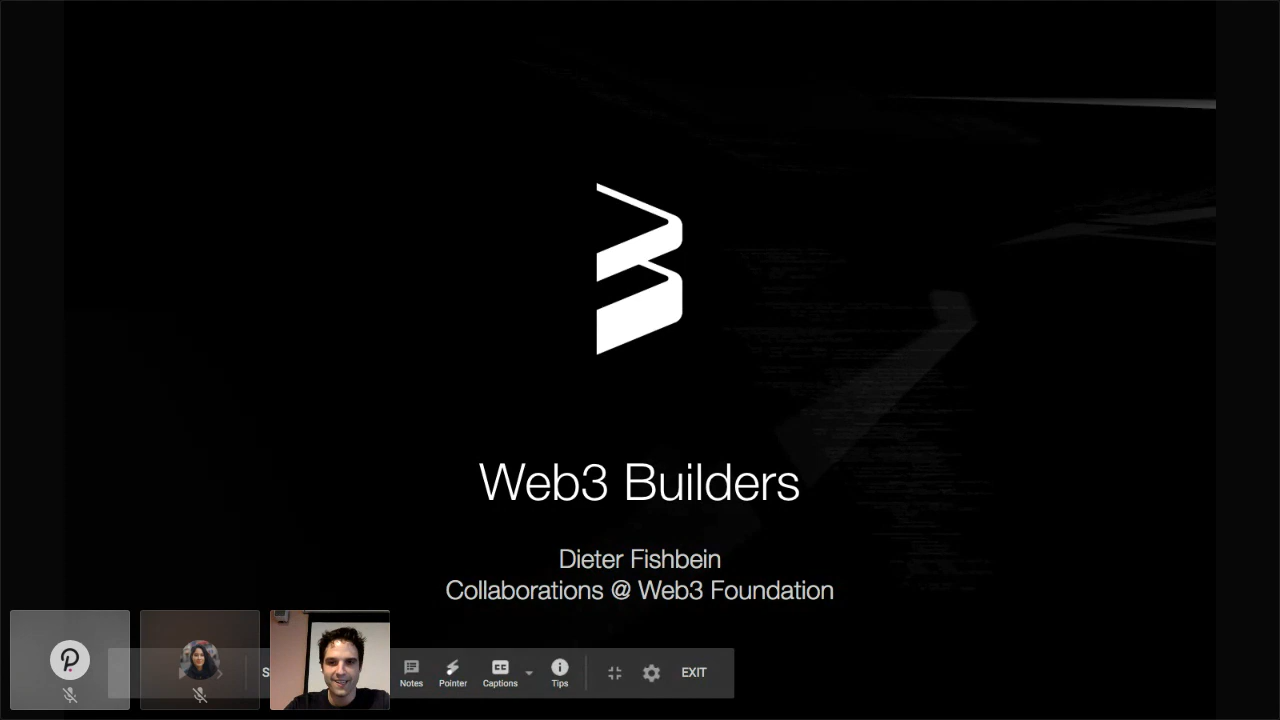 Web3 Builders
Dieter Fishbein
Collaborations @ Web3 Foundation
Notes
Pointer
Captions
Tips
EXIT